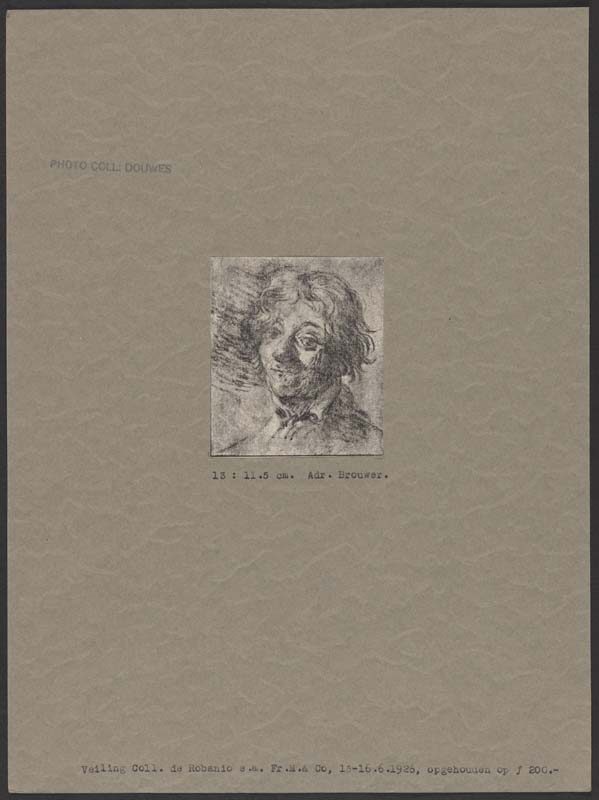 PHOTO COLL: DOUWES
13 : 11.5 cm. Adr. Brouwer.
Veiling Coll. de Robanio e.a. Fr.M.& Co, 15-16.6.1926, opgehouden op ƒ 200.-